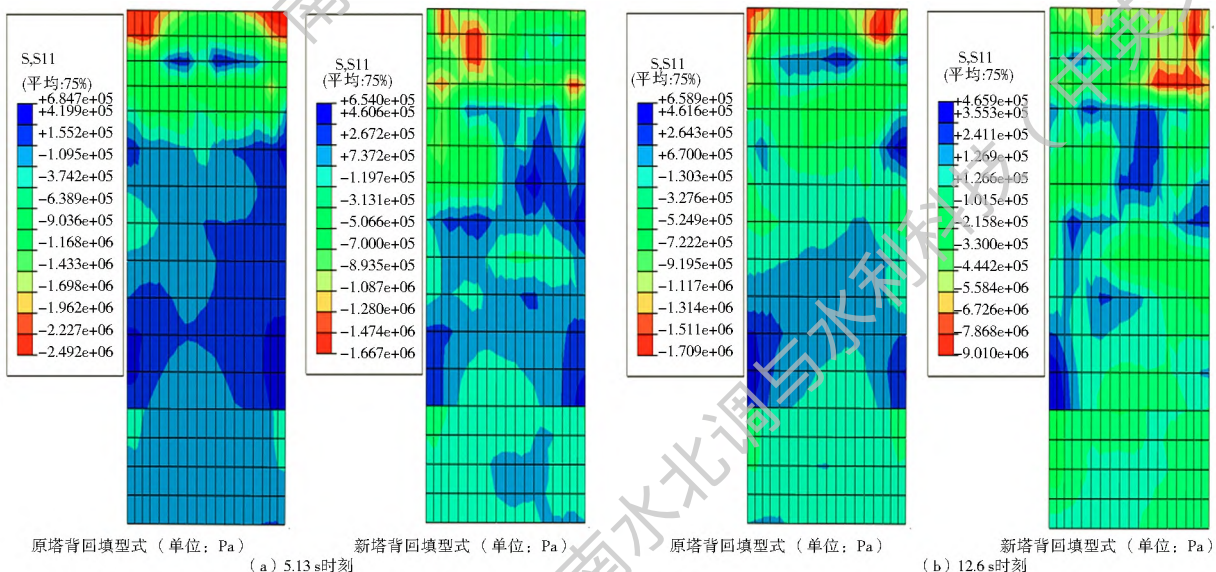 S,S11
(平均:75%)
+6.847e+05
+4.199e+05
+1.552e+05
−1.095e+05
−3.742e+05
−6.389e+05
−9.036e+05
−1.168e+06
−1.433e+06
−1.698e+06
−1.962e+06
−2.227e+06
−2.492e+06
S,S11
(平均:75%)
+6.540e+05
+4.606e+05
+2.672e+05
+7.372e+05
−1.197e+05
−3.131e+05
−5.066e+05
−7.000e+05
−8.935e+05
−1.087e+06
−1.280e+06
−1.474e+06
−1.667e+06
S,S11
(平均:75%)
+6.589e+05
+4.616e+05
+2.643e+05
+6.700e+05
−1.303e+05
−3.276e+05
−5.249e+05
−7.222e+05
−9.195e+05
−1.117e+06
−1.314e+06
−1.511e+06
−1.709e+06
S,S11
(平均:75%)
+4.659e+05
+3.553e+05
+2.411e+05
+1.269e+05
+1.266e+05
−1.015e+05
−2.158e+05
−3.300e+05
−4.442e+05
−5.584e+05
−6.726e+05
−7.868e+05
−9.010e+05
原塔背回填型式（单位：Pa）
新塔背回填型式（单位：Pa）
原塔背回填型式（单位：Pa）
新塔背回填型式（单位：Pa）
（a）5.13 s时刻
（b）12.6 s时刻
南水北调与水利科技（中英文
南